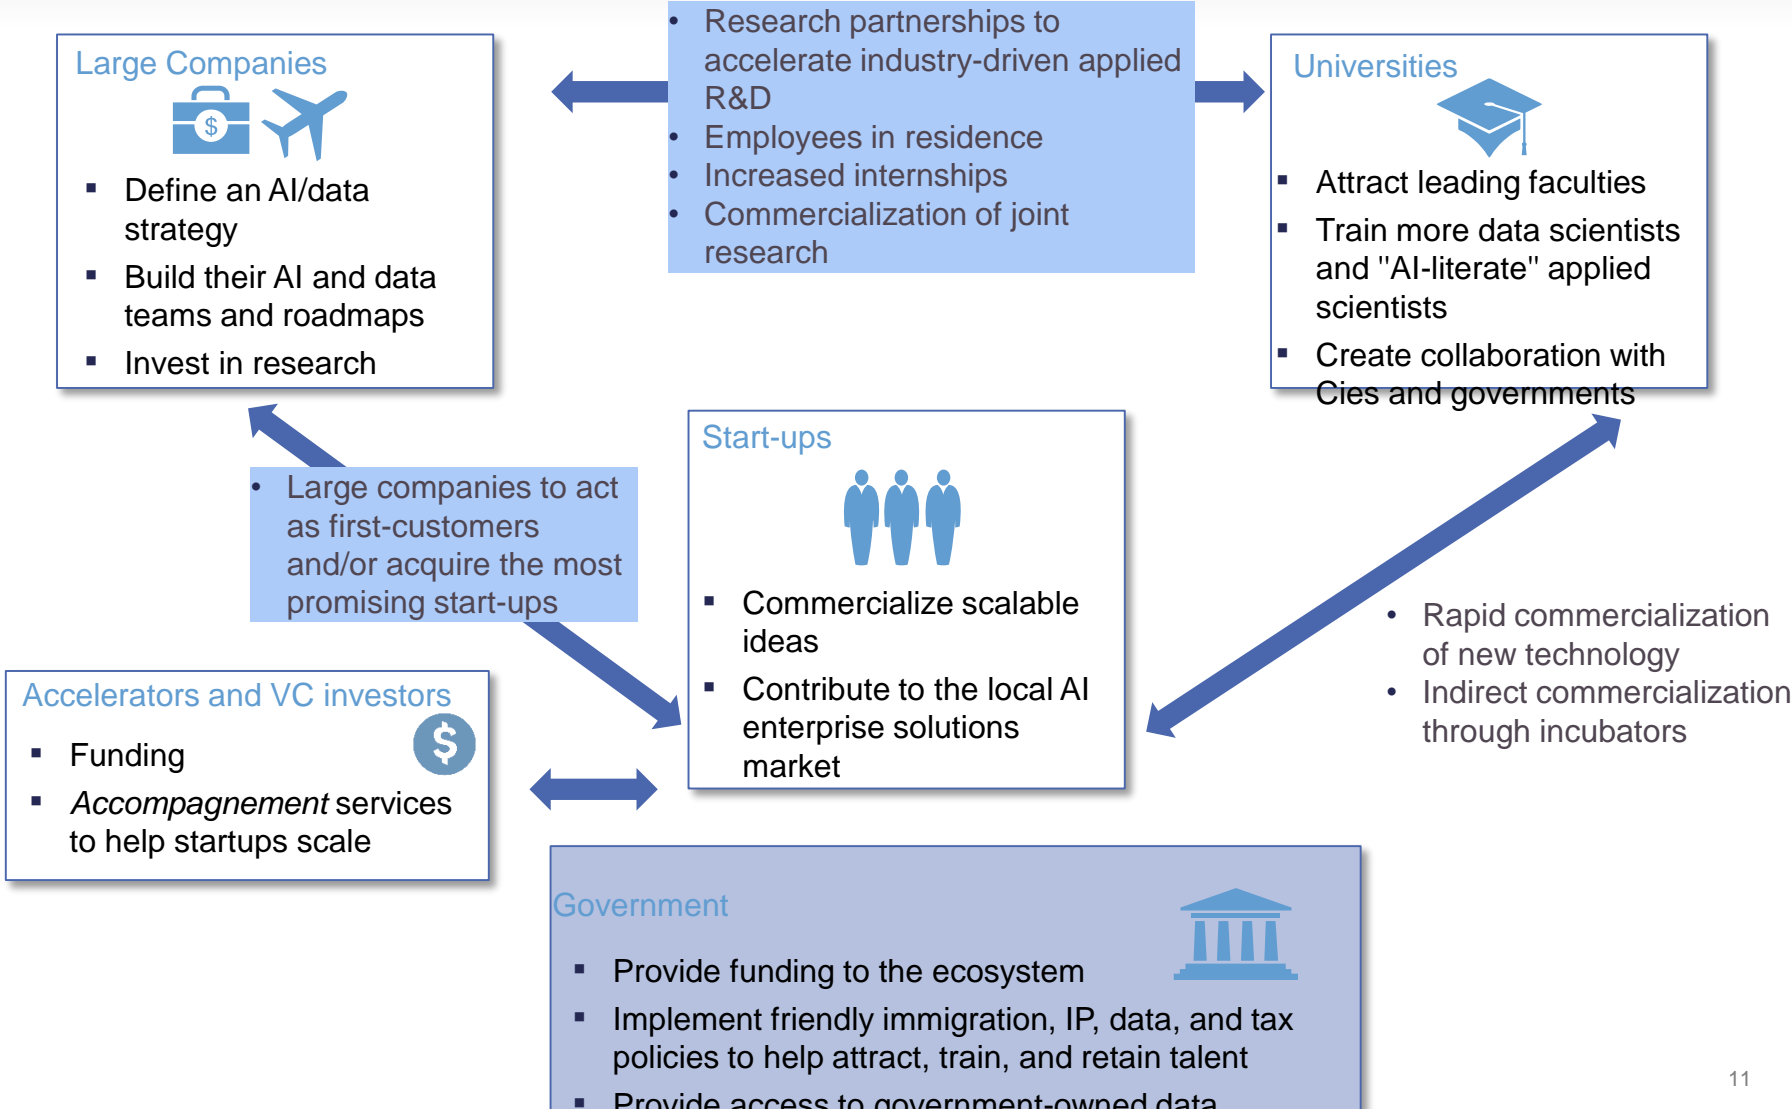 Large Companies
$
Define an AI/data
strategy
Build their AI and data
teams and roadmaps
Invest in research
Research partnerships to
accelerate industry-driven applied
R&D
Employees in residence
Increased internships
Commercialization of joint
research
Universities
Attract leading faculties
Train more data scientists
and "AI-literate" applied
scientists
Create collaboration with
Cies and governments
Large companies to act
as first-customers
and/or acquire the most
promising start-ups
Start-ups
Commercialize scalable
ideas
Contribute to the local AI
enterprise solutions
market
Rapid commercialization
of new technology
Indirect commercialization
through incubators
Accelerators and VC investors
$
Funding
Accompagnement services
to help startups scale
Government
Provide funding to the ecosystem
Implement friendly immigration, IP, data, and tax
policies to help attract, train, and retain talent
Provide access to government-owned data
11